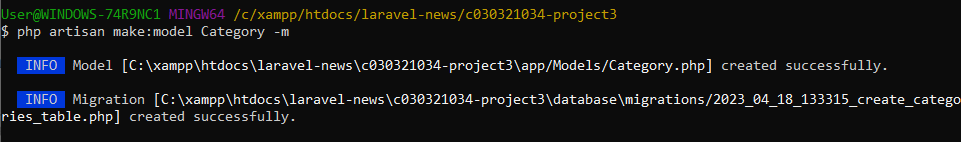 User@WINDOWS-74R9NC1 MINGW64 /c/xampp/htdocs/laravel-news/c030321034-project3
$ php artisan make:model Category -m
INFO Model [C:\xampp\htdocs\laravel-news\c030321034-project3\app/Models/Category.php] created successfully.
INFO Migration [C:\xampp\htdocs\laravel-news\c030321034-project3\database\migrations/2023_04_18_133315_create_catego
ries_table.php] created successfully.